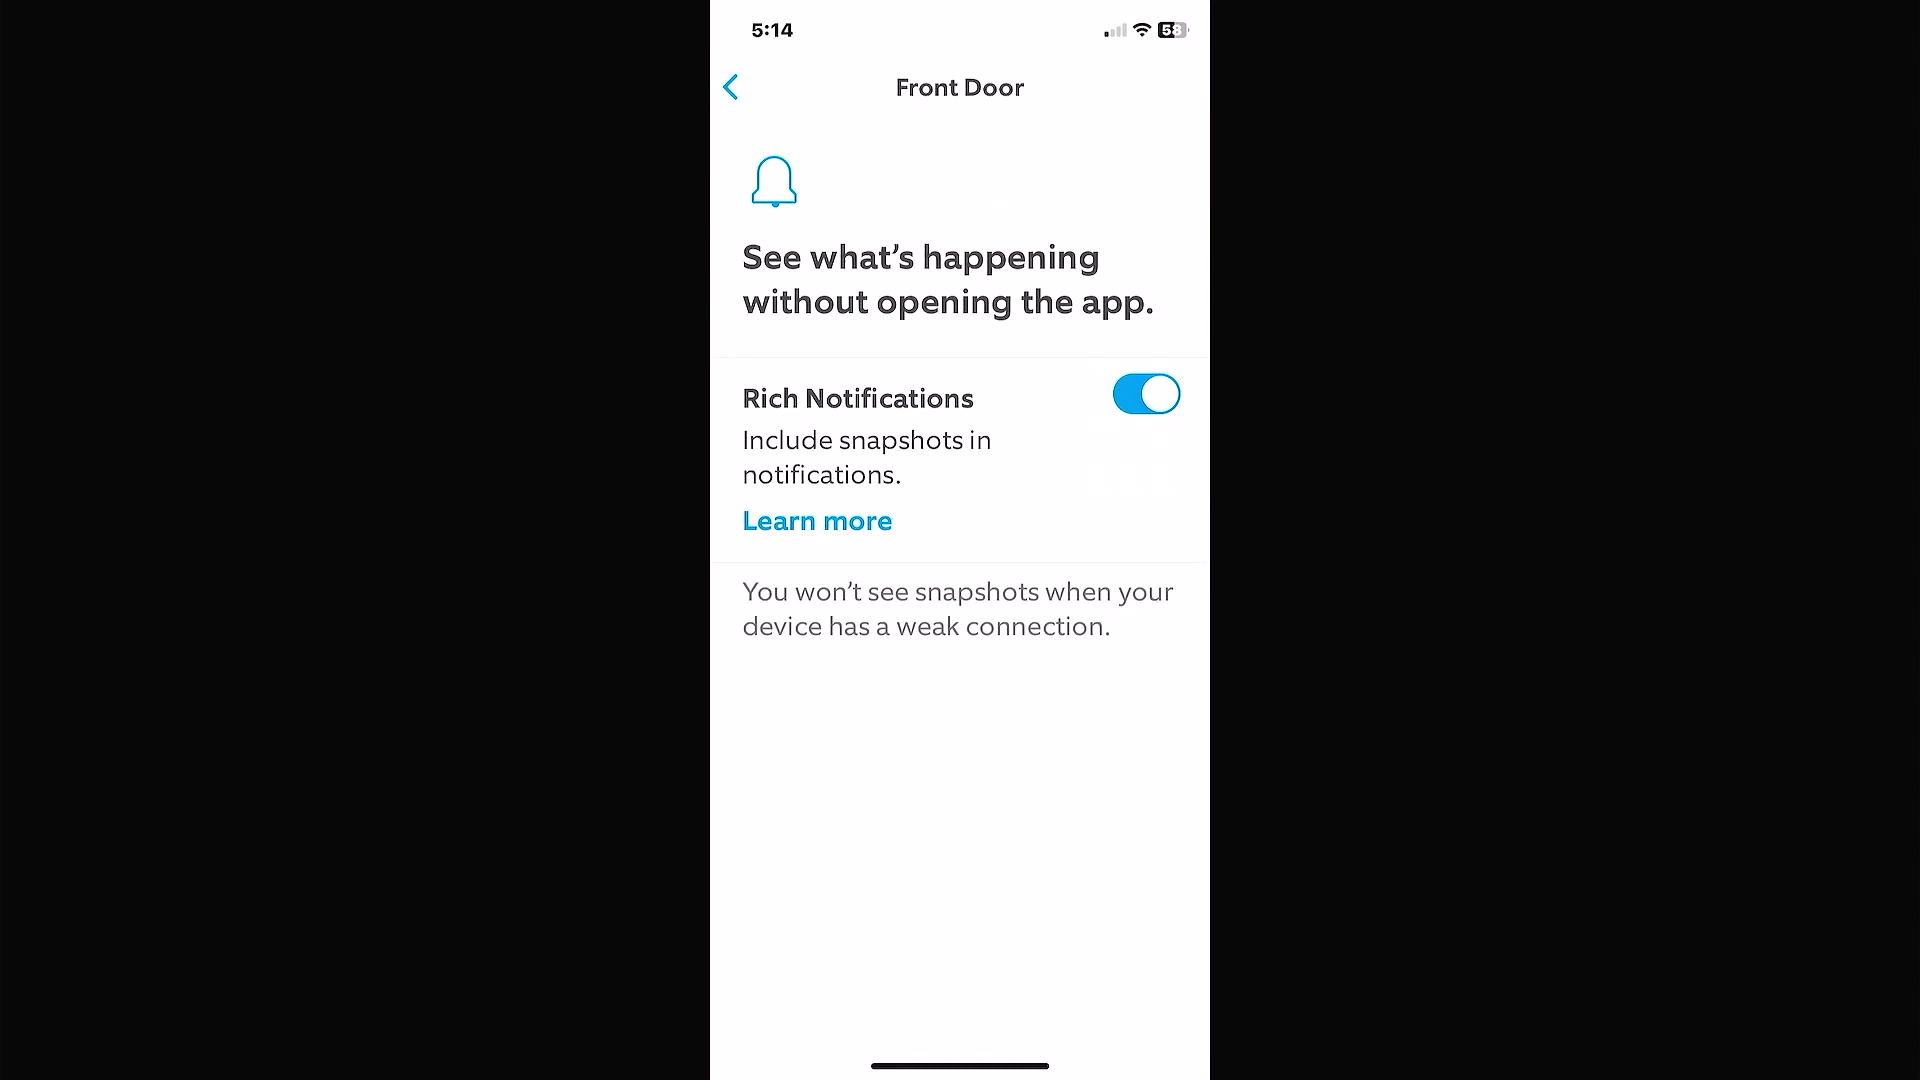 5:14
58
Front Door
See what’s happening
without opening the app.
Rich Notifications
Include snapshots in
notifications.
Learn more
You won’t see snapshots when your
device has a weak connection.